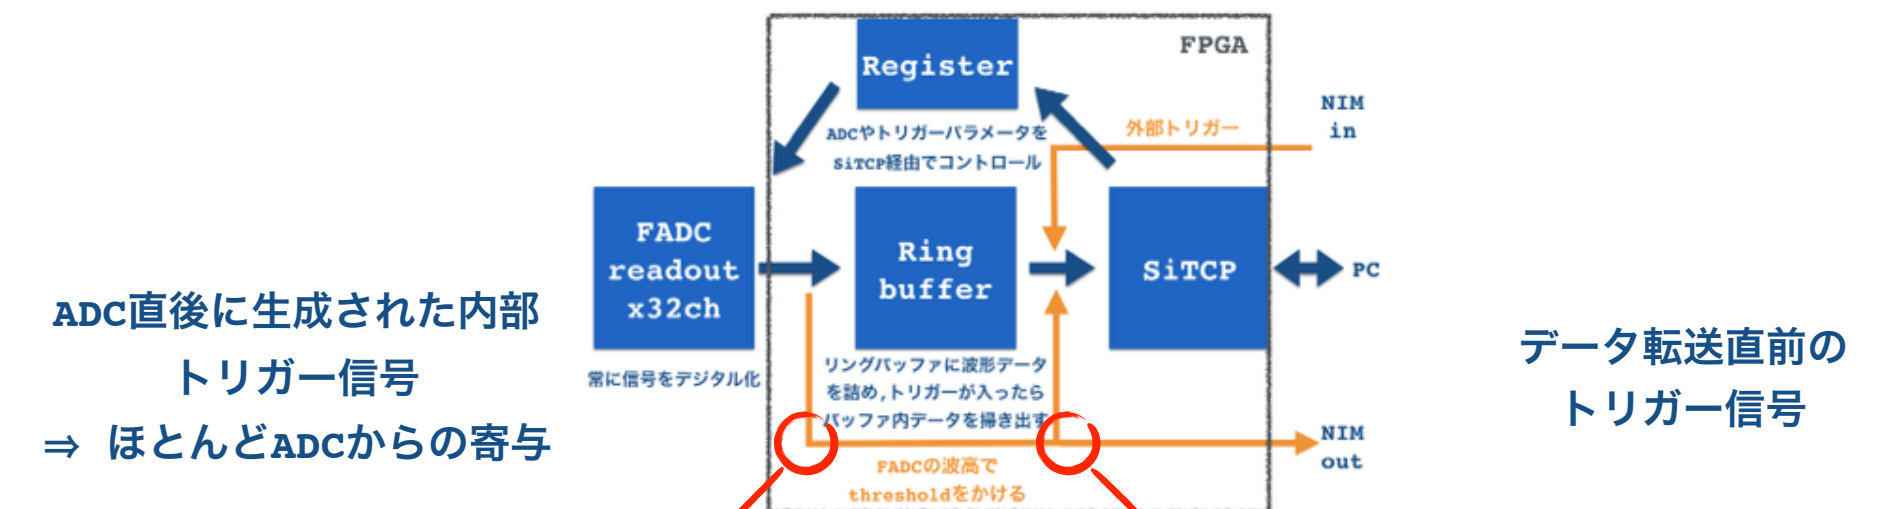 FPGA
Register
NIM
in
外部トリガー
ADCやトリガーパラメータを
SiTCP経由でコントロール
FADC
readout
x32ch
Ring
buffer
SiTCP
PC
ADC直後に生成された内部
トリガー信号
⇒ ほとんどADCからの寄与
常に信号をデジタル化
リングバッファに波形データ
を詰め,トリガーが入ったら
バッファ内データを掃き出す
データ転送直前の
トリガー信号
NIM
out
FADCの波高で
thresholdをかける